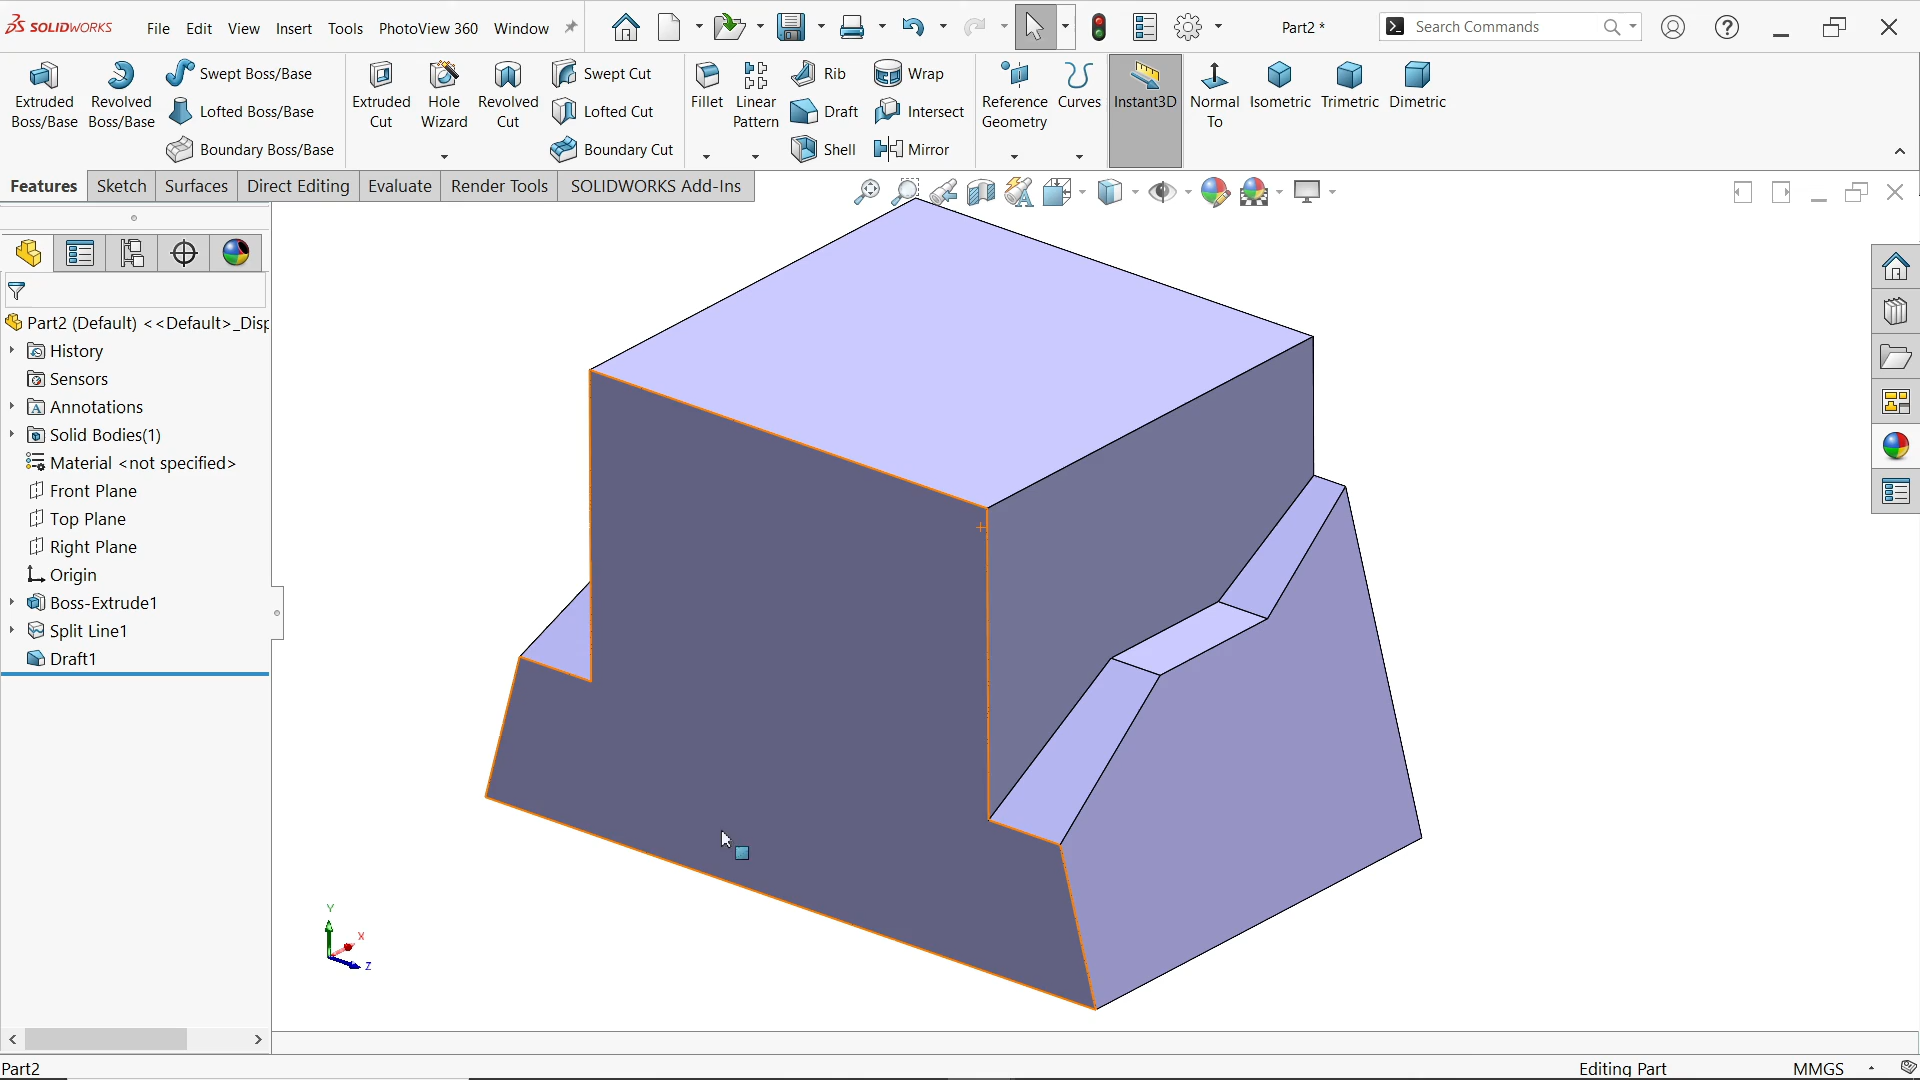 SOLIDWORKS File Edit View Insert Tools PhotoView 360 Window Part2 * Search Commands
Extruded Boss/Base
Revolved Boss/Base
Swept Boss/Base
Lofted Boss/Base
Boundary Boss/Base
Extruded Cut
Hole Wizard
Revolved Cut
Swept Cut
Lofted Cut
Boundary Cut
Fillet
Linear Pattern
Rib
Draft
Shell
Wrap
Intersect
Mirror
Reference Geometry
Curves
Instant3D
Normal To
Isometric
Trimetric
Dimetric
Features Sketch Surfaces Direct Editing Evaluate Render Tools SOLIDWORKS Add-Ins
Part2 (Default) <<Default>_Disp
History
Sensors
Annotations
Solid Bodies(1)
Material <not specified>
Front Plane
Top Plane
Right Plane
Origin
Boss-Extrude1
Split Line1
Draft1
Y
X
Z
Part2 Editing Part MMGS